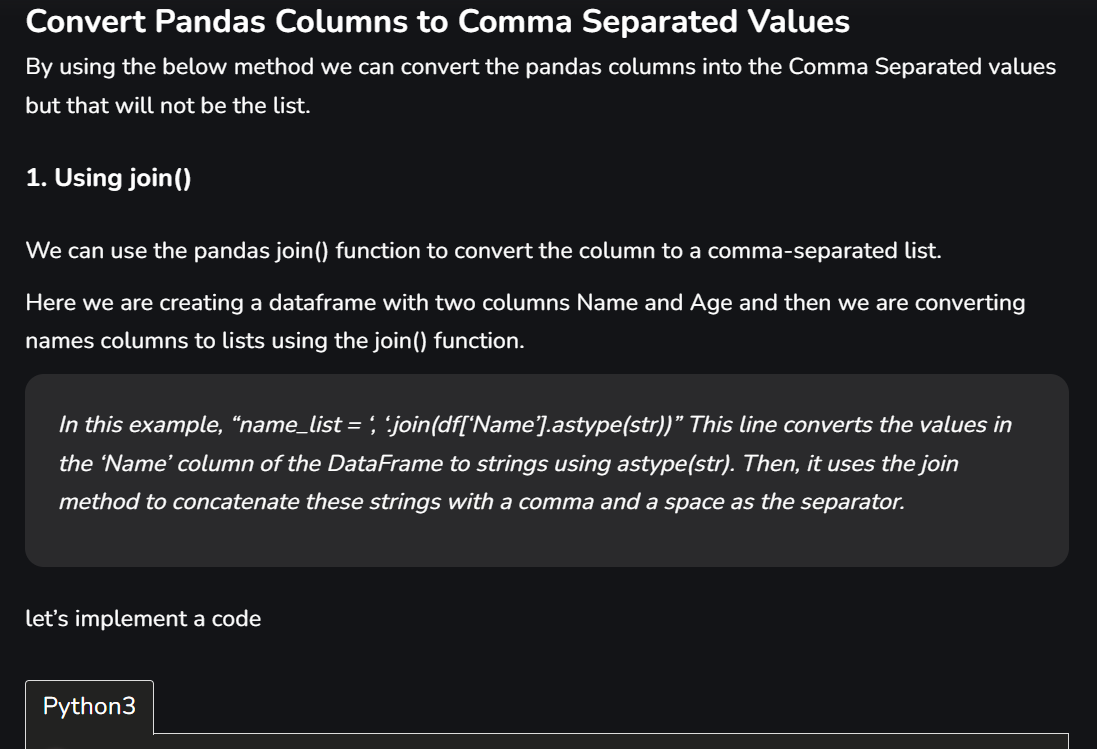 Convert Pandas Columns to Comma Separated Values
By using the below method we can convert the pandas columns into the Comma Separated values
but that will not be the list.
1. Using join()
We can use the pandas join() function to convert the column to a comma-separated list.
Here we are creating a dataframe with two columns Name and Age and then we are converting
names columns to lists using the join() function.
In this example, “name_list = ‘, ‘.join(df[‘Name’].astype(str))” This line converts the values in
the ‘Name’ column of the DataFrame to strings using astype(str). Then, it uses the join
method to concatenate these strings with a comma and a space as the separator.
let’s implement a code
Python3